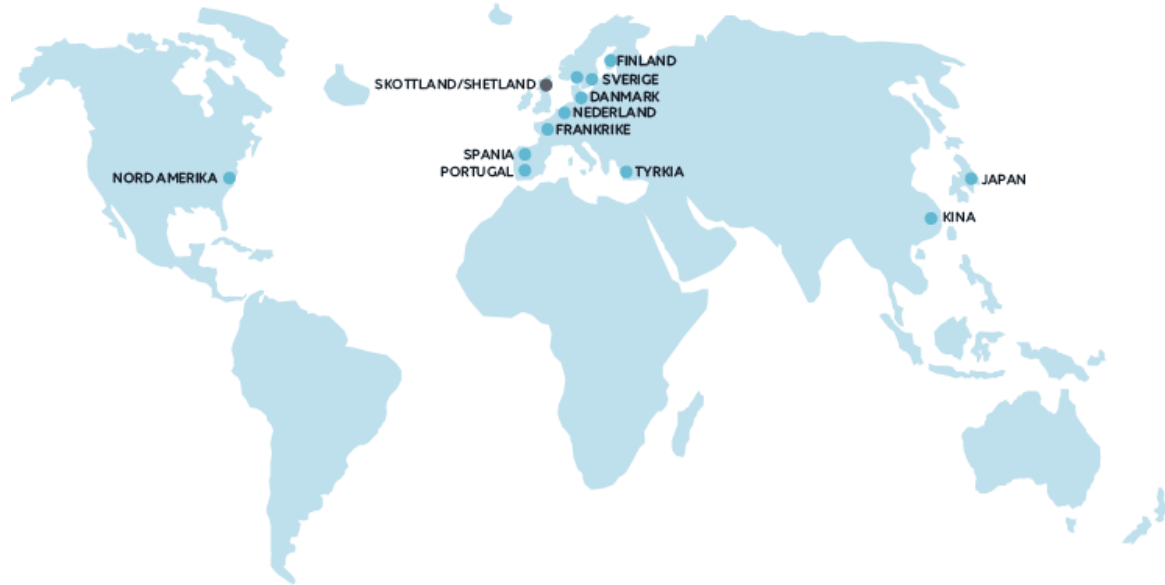 FINLAND
SKOTTLAND/SHETLAND
SVERIGE
DANMARK
NEDERLAND
FRANKRIKE
SPANIA
PORTUGAL
TYRKIA
NORD AMERIKA
JAPAN
KINA